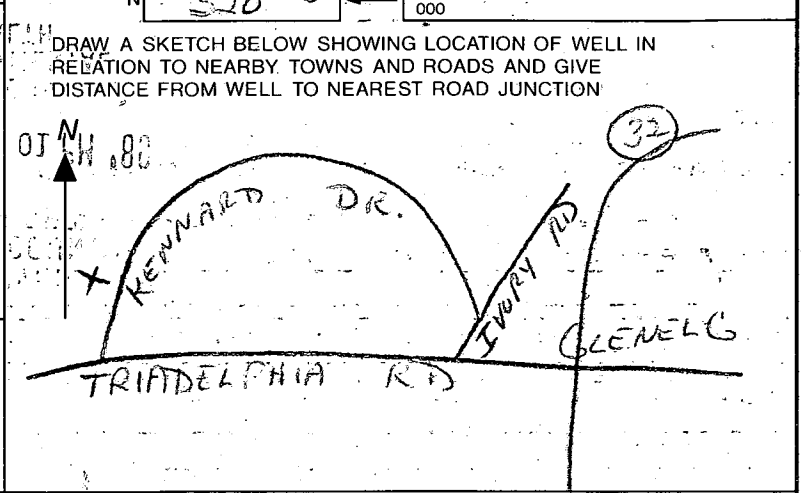 N 320
000
DRAW A SKETCH BELOW SHOWING LOCATION OF WELL IN
RELATION TO NEARBY TOWNS AND ROADS AND GIVE
DISTANCE FROM WELL TO NEAREST ROAD JUNCTION
N
32
KENNARD DR.
X
IVORY RD
GLENELG
TRIADELPHIA RD